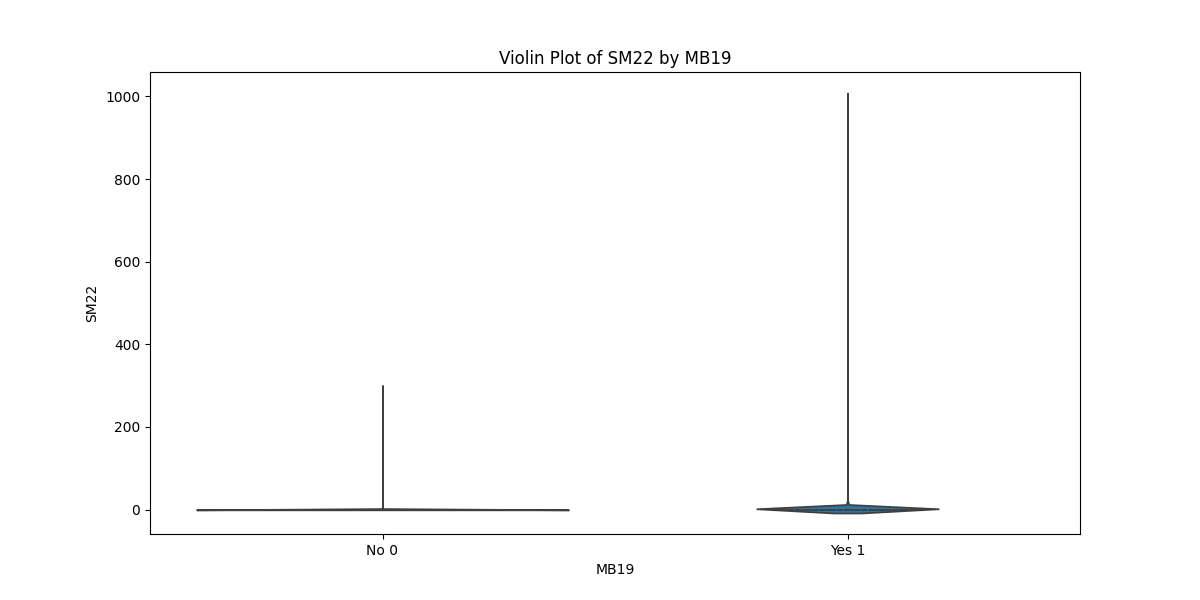 Violin Plot of SM22 by MB19
1000
800
600
400
200
0
SM22
No 0
Yes 1
MB19